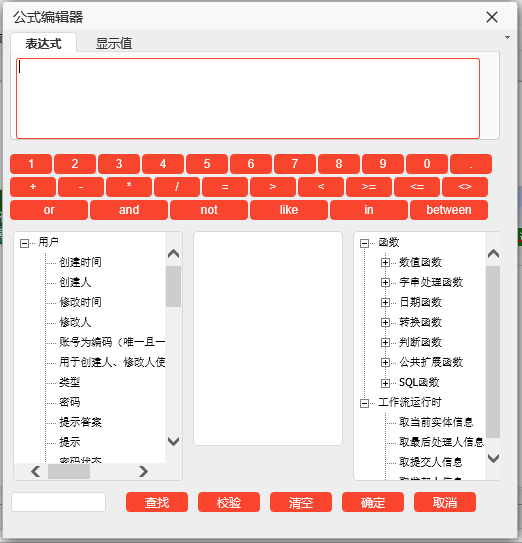 公式编辑器
表达式 显示值
1 2 3 4 5 6 7 8 9 0 .
+ - * / = > < >= <= <>
or and not like in between
用户
创建时间
创建人
修改时间
修改人
账号为编码（唯一且一
用于创建人、修改人使
类型
密码
提示答案
提示
密码状态
函数
数值函数
字串处理函数
日期函数
转换函数
判断函数
公共扩展函数
SQL函数
工作流运行时
取当前实体信息
取最后处理人信息
取提交人信息
查找 校验 清空 确定 取消